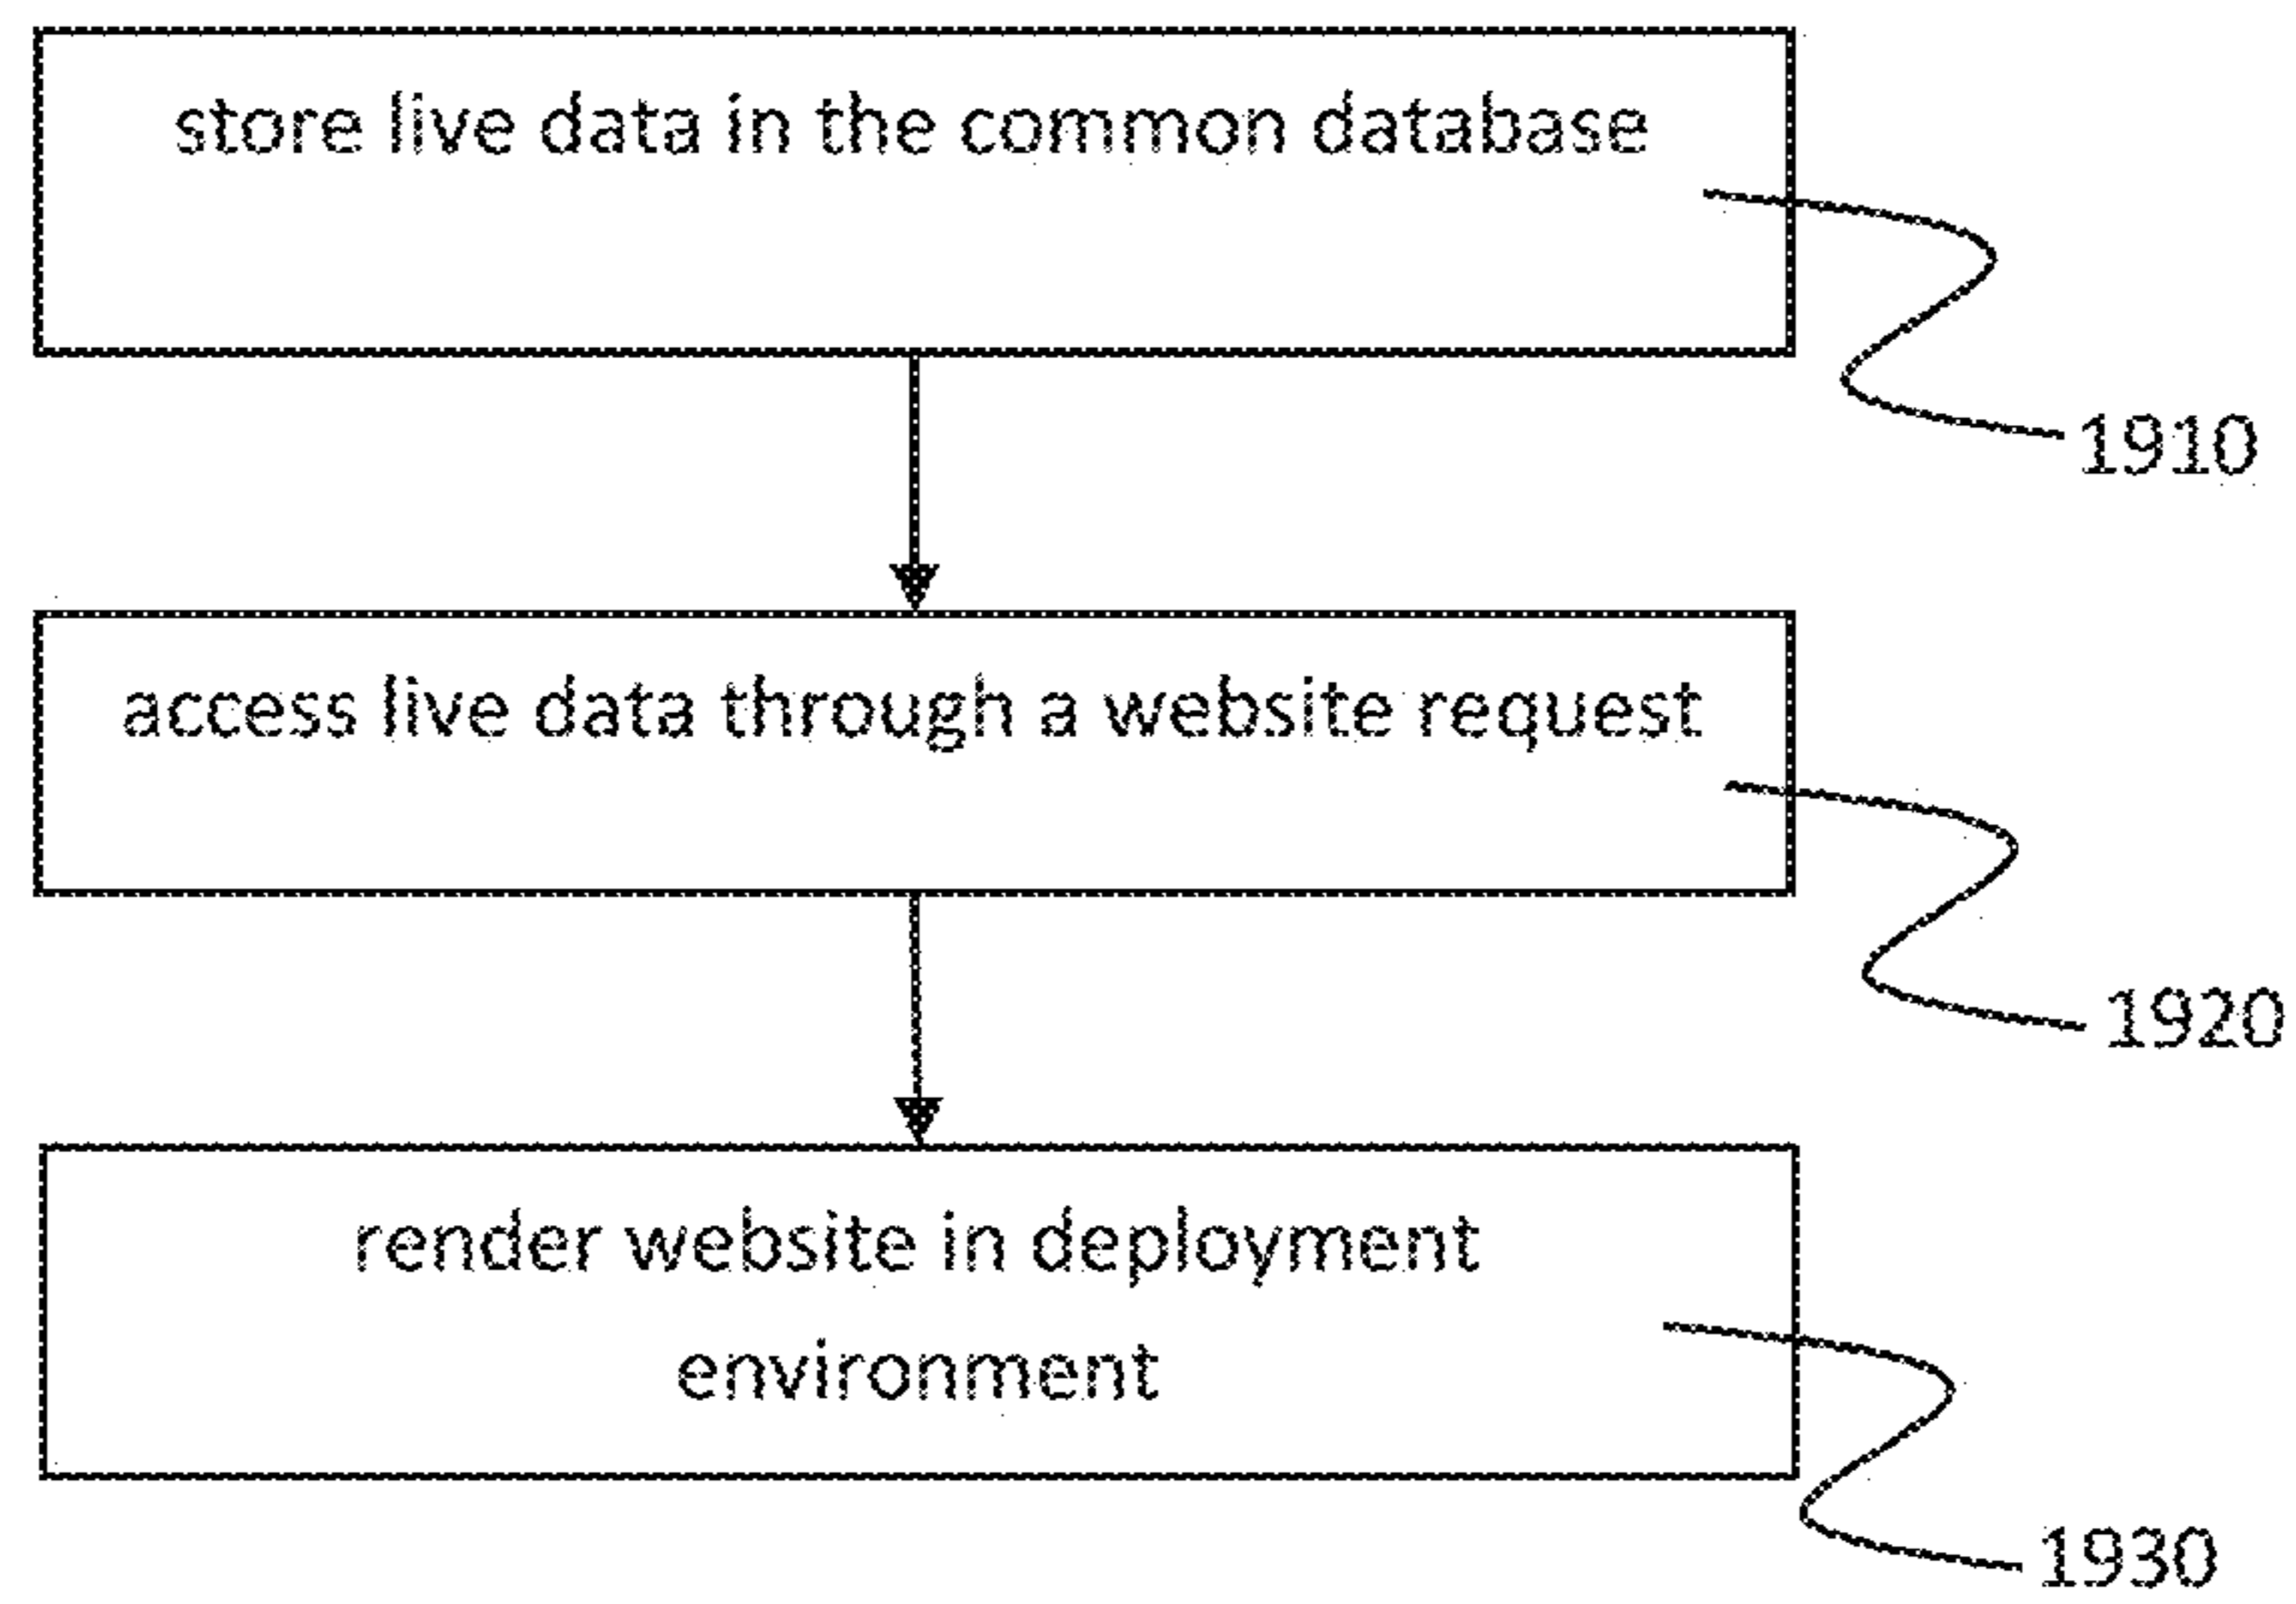 store live data in the common database
1910
access live data through a website request
1920
render website in deployment
environment
1930